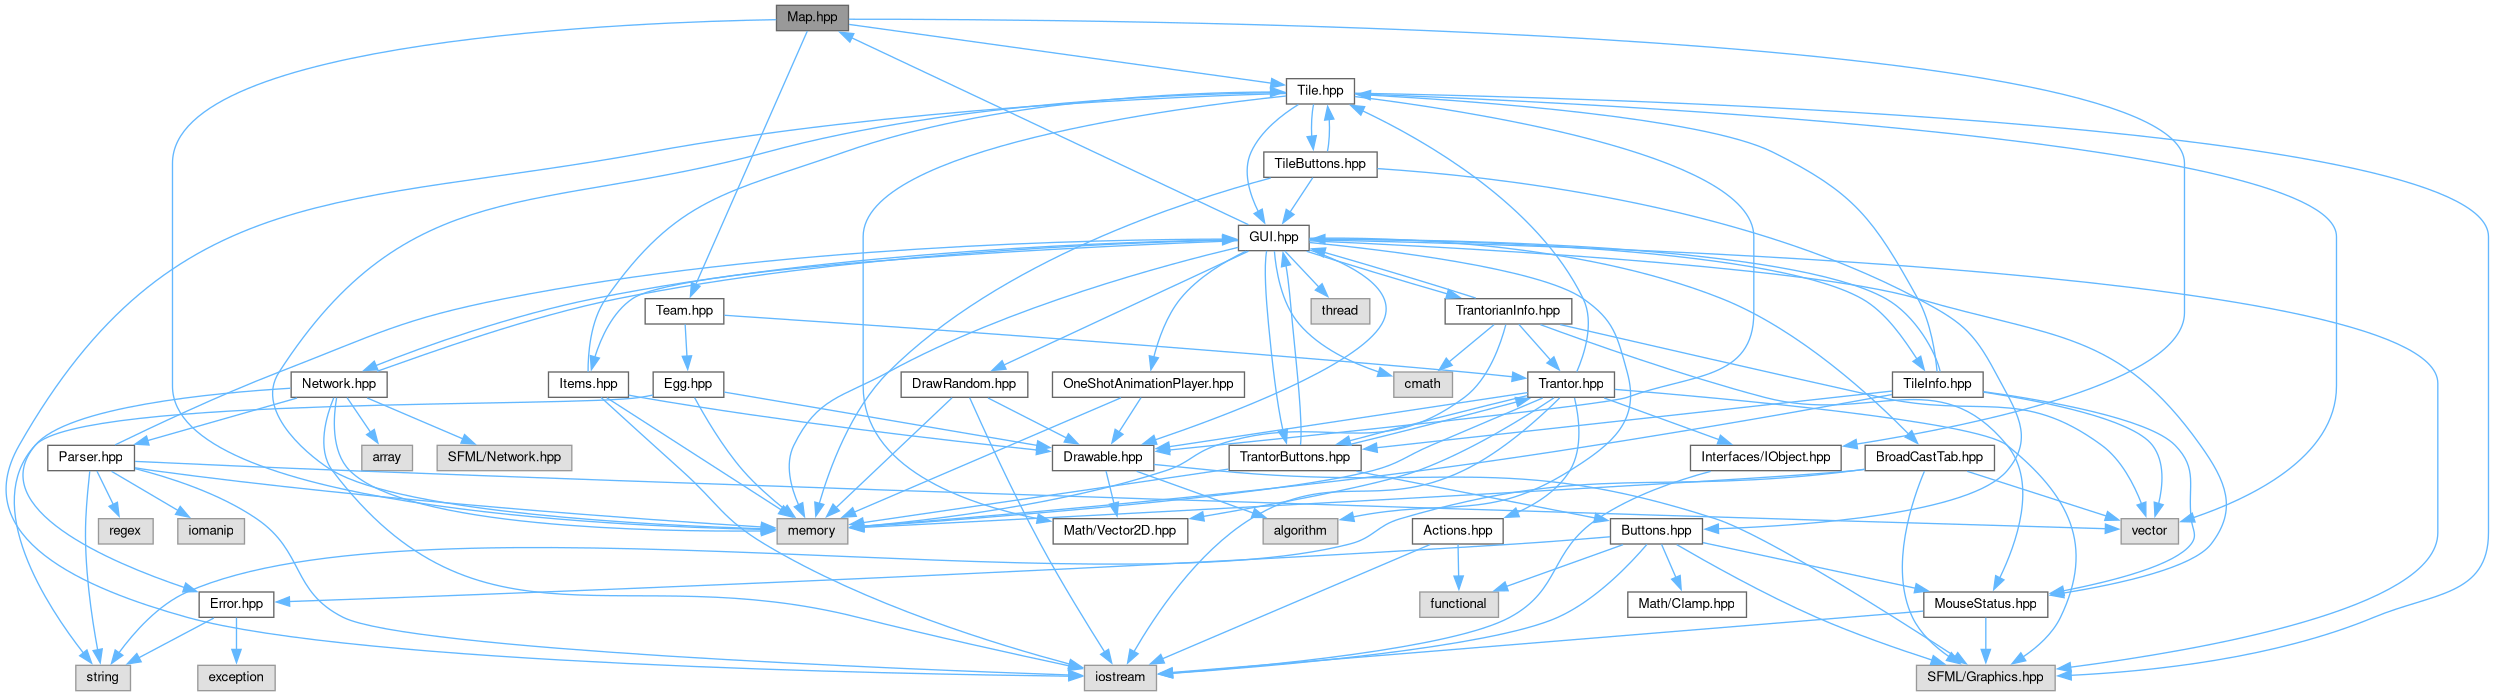 Map.hpp
Tile.hpp
TileButtons.hpp
GUI.hpp
Team.hpp
thread
TrantorianInfo.hpp
Network.hpp
Items.hpp
Egg.hpp
DrawRandom.hpp
OneShotAnimationPlayer.hpp
cmath
Trantor.hpp
TileInfo.hpp
Parser.hpp
array
SFML/Network.hpp
Drawable.hpp
TrantorButtons.hpp
Interfaces/IObject.hpp
BroadCastTab.hpp
regex
iomanip
memory
Math/Vector2D.hpp
algorithm
Actions.hpp
Buttons.hpp
vector
Error.hpp
functional
Math/Clamp.hpp
MouseStatus.hpp
string
exception
iostream
SFML/Graphics.hpp